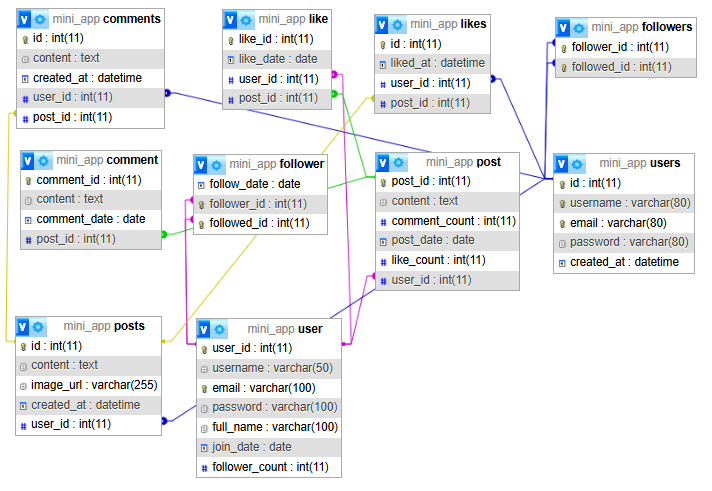 mini_app comments
id : int(11)
content : text
created_at : datetime
user_id : int(11)
post_id : int(11)
mini_app like
like_id : int(11)
like_date : date
user_id : int(11)
post_id : int(11)
mini_app likes
id : int(11)
liked_at : datetime
user_id : int(11)
post_id : int(11)
mini_app followers
follower_id : int(11)
followed_id : int(11)
mini_app comment
comment_id : int(11)
content : text
comment_date : date
post_id : int(11)
mini_app follower
follow_date : date
follower_id : int(11)
followed_id : int(11)
mini_app post
post_id : int(11)
content : text
comment_count : int(11)
post_date : date
like_count : int(11)
user_id : int(11)
mini_app users
id : int(11)
username : varchar(80)
email : varchar(80)
password : varchar(80)
created_at : datetime
mini_app posts
id : int(11)
content : text
image_url : varchar(255)
created_at : datetime
user_id : int(11)
mini_app user
user_id : int(11)
username : varchar(50)
email : varchar(100)
password : varchar(100)
full_name : varchar(100)
join_date : date
follower_count : int(11)